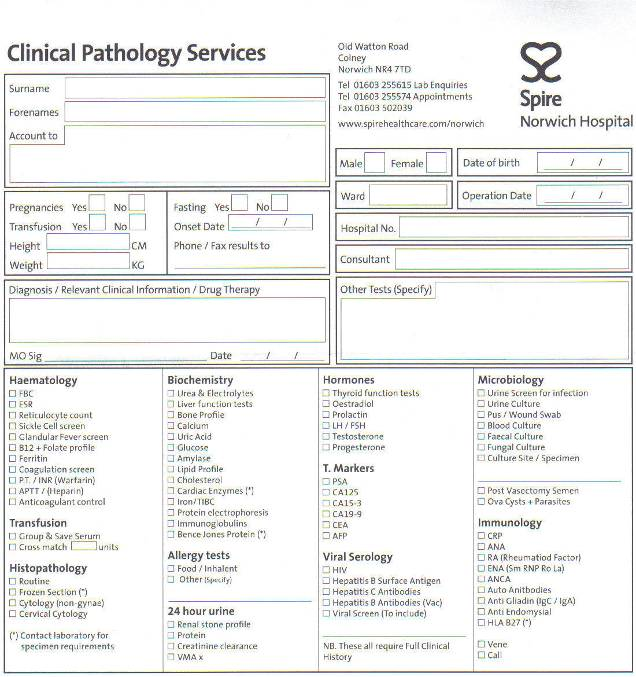 Clinical Pathology Services
Old Watton Road
Colney
Norwich NR4 7TD
Tel 01603 255615 Lab Enquiries
Tel 01603 255574 Appointments
Fax 01603 502039
www.spirehealthcare.com/norwich
Spire
Norwich Hospital
Surname
Forenames
Account to
Male Female Date of birth / /
Ward Operation Date / /
Hospital No.
Consultant
Pregnancies Yes No
Transfusion Yes No
Height CM
Weight KG
Fasting Yes No
Onset Date / /
Phone / Fax results to
Diagnosis / Relevant Clinical Information / Drug Therapy
MO Sig Date / /
Other Tests (Specify)
Haematology
FBC
ESR
Reticulocyte count
Sickle Cell screen
Glandular Fever screen
B12 + Folate profile
Ferritin
Coagulation screen
P.T. / INR (Warfarin)
APTT / (Heparin)
Anticoagulant control
Transfusion
Group & Save Serum
Cross match units
Histopathology
Routine
Frozen Section (*)
Cytology (non-gynae)
Cervical Cytology
(*) Contact laboratory for
specimen requirements
Biochemistry
Urea & Electrolytes
Liver function tests
Bone Profile
Calcium
Uric Acid
Glucose
Amylase
Lipid Profile
Cholesterol
Cardiac Enzymes (*)
Iron/TIBC
Protein electrophoresis
Immunoglobulins
Bence Jones Protein (*)
Allergy tests
Food / Inhalent
Other (Specify)
24 hour urine
Renal stone profile
Protein
Creatinine clearance
VMA x
Hormones
Thyroid function tests
Oestradiol
Prolactin
LH / FSH
Testosterone
Progesterone
T. Markers
PSA
CA125
CA15-3
CA19-9
CEA
AFP
Viral Serology
HIV
Hepatitis B Surface Antigen
Hepatitis C Antibodies
Hepatitis B Antibodies (Vac)
Viral Screen (To include)
NB. These all require Full Clinical
History
Microbiology
Urine Screen for infection
Urine Culture
Pus / Wound Swab
Blood Culture
Faecal Culture
Fungal Culture
Culture Site / Specimen
Post Vasectomy Semen
Ova Cysts + Parasites
Immunology
CRP
ANA
RA (Rheumatiod Factor)
ENA (Sm RNP Ro La)
ANCA
Auto Anitbodies
Anti Gliadin (IgC / IgA)
Anti Endomysial
HLA B27 (*)
Vene
Call